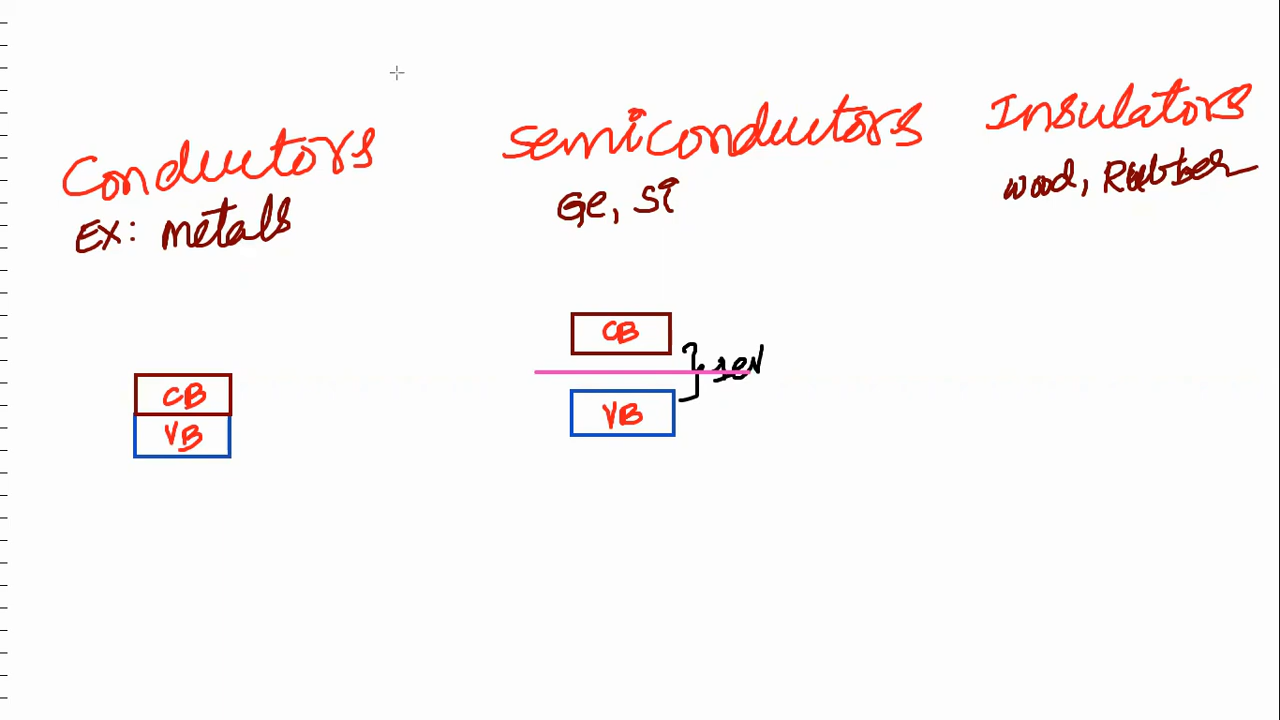 Conductors
Ex: metals
CB
VB
Semiconductors
Ge, Si
CB
VB
Insulators
wood, Rubber